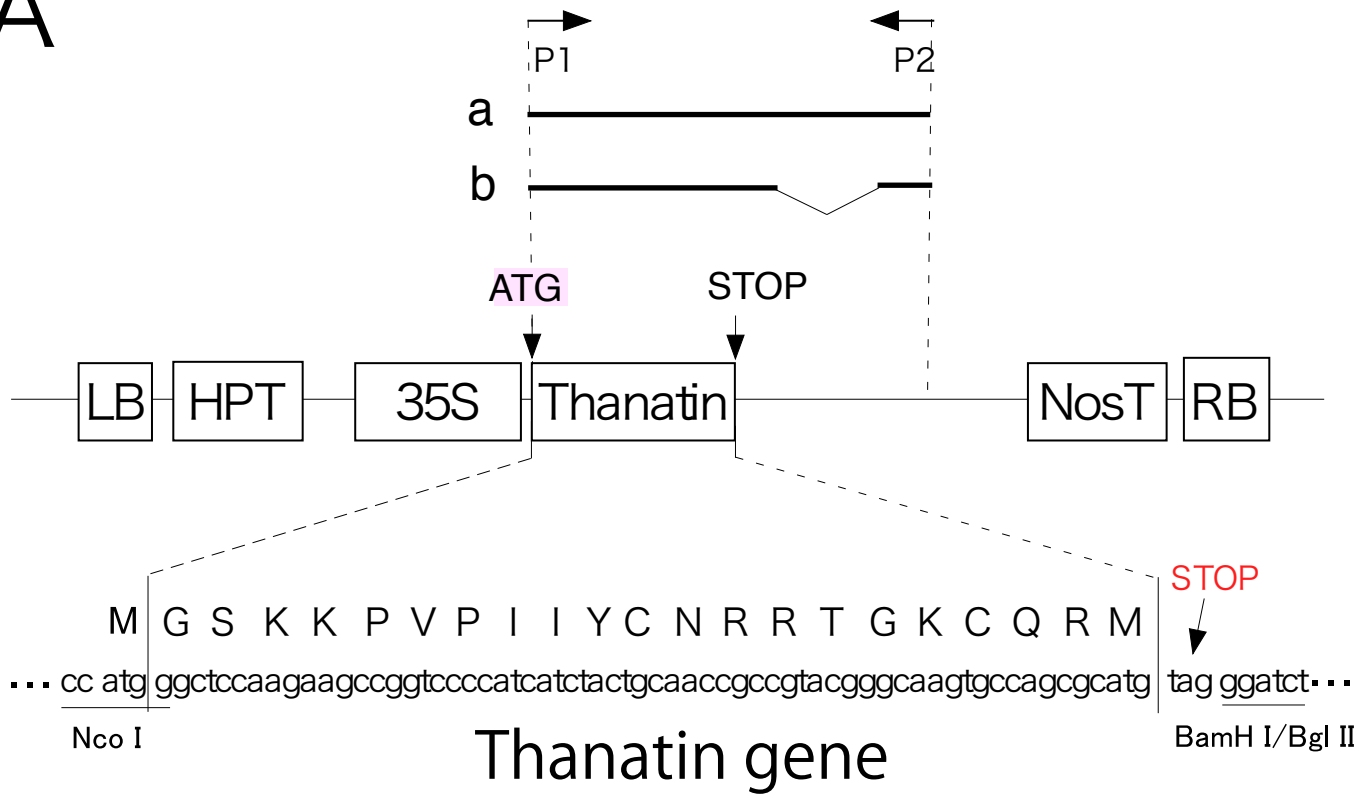 A
P1 P2
a
b
ATG STOP
LB HPT 35S Thanatin NosT RB
STOP
M G S K K P V P I I Y C N R R T G K C Q R M
... cc atg ggctccaagaagccggtccccatcatctactgcaaccgccgtacgggcaagtgccagcgcatg tag ggatct ...
Nco I BamH I/Bgl II
Thanatin gene